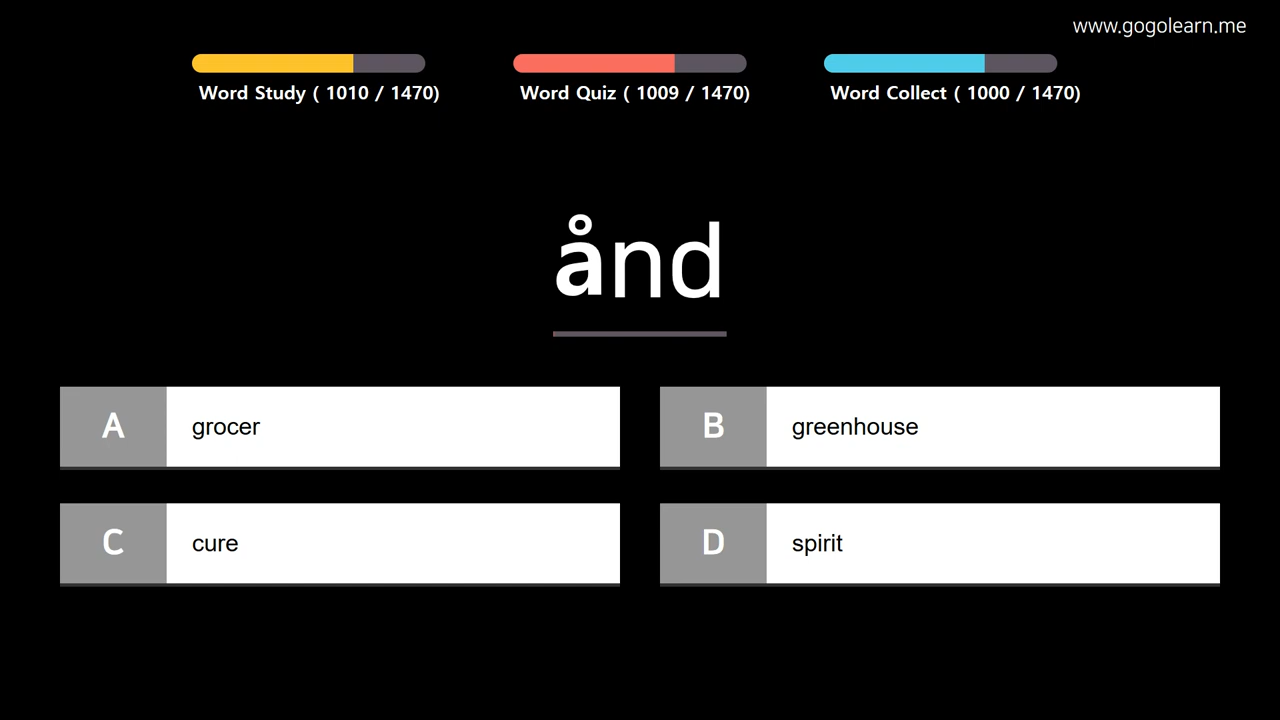 www.gogolearn.me
Word Study ( 1010 / 1470)
Word Quiz ( 1009 / 1470)
Word Collect ( 1000 / 1470)
ånd
A grocer
B greenhouse
C cure
D spirit